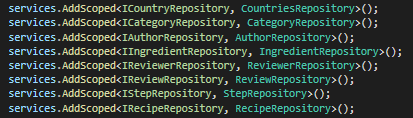 services.AddScoped<ICountryRepository, CountriesRepository>();
services.AddScoped<ICategoryRepository, CategoryRepository>();
services.AddScoped<IAuthorRepository, AuthorRepository>();
services.AddScoped<IIngredientRepository, IngredientRepository>();
services.AddScoped<IReviewerRepository, ReviewerRepository>();
services.AddScoped<IReviewRepository, ReviewRepository>();
services.AddScoped<IStepRepository, StepRepository>();
services.AddScoped<IRecipeRepository, RecipeRepository>();